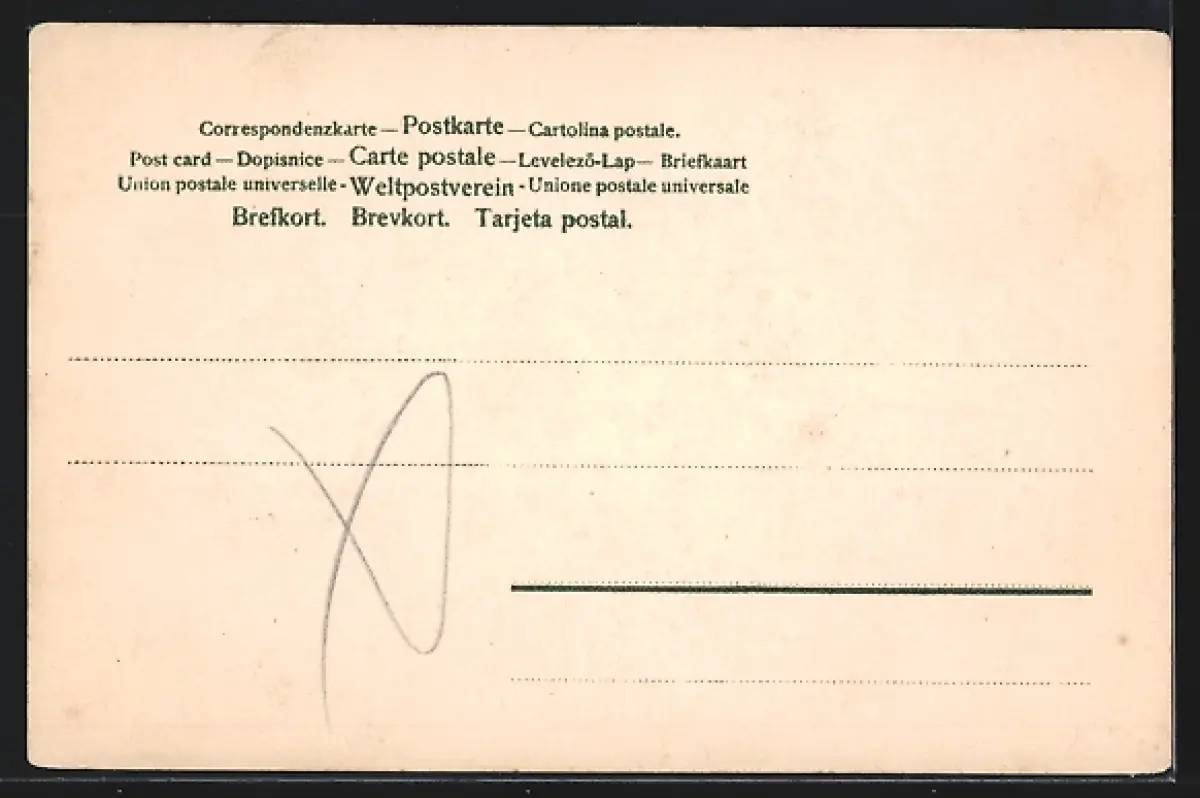 Correspondenzkarte — Postkarte — Cartolina postale.
Post card — Dopisnice — Carte postale — Levelező-Lap — Briefkaart
Union postale universelle - Weltpostverein - Unione postale universale
Brefkort. Brevkort. Tarjeta postal.